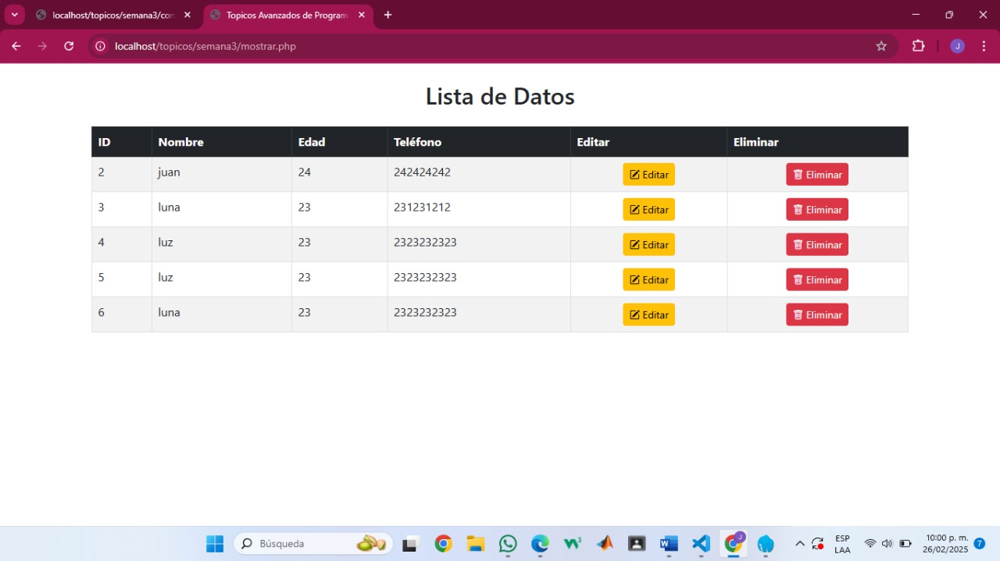 localhost/topicos/semana3/con
Topicos Avanzados de Program
localhost/topicos/semana3/mostrar.php
J
Lista de Datos
ID Nombre Edad Teléfono Editar Eliminar
2 juan 24 242424242 Editar Eliminar
3 luna 23 231231212 Editar Eliminar
4 luz 23 2323232323 Editar Eliminar
5 luz 23 2323232323 Editar Eliminar
6 luna 23 2323232323 Editar Eliminar
Búsqueda
W3
W
J
ESP
LAA
10:00 p. m.
26/02/2025
7